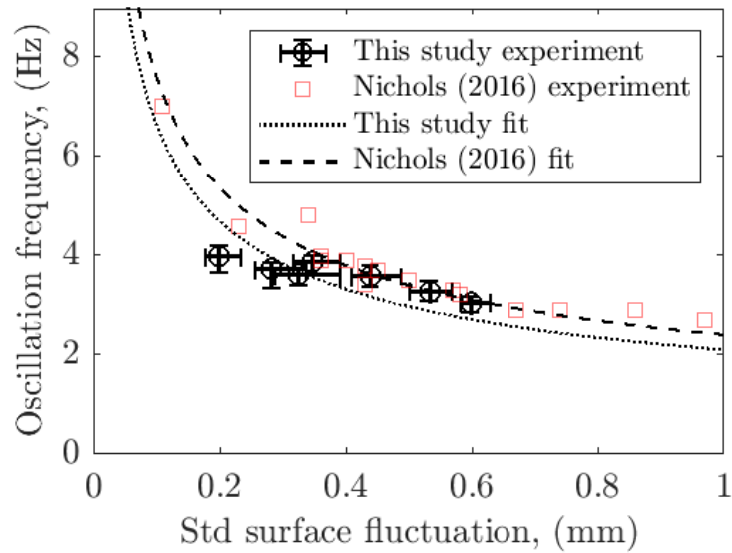 8
6
4
2
0
0
0.2
0.4
0.6
0.8
1
Oscillation frequency, (Hz)
Std surface fluctuation, (mm)
This study experiment
Nichols (2016) experiment
This study fit
Nichols (2016) fit